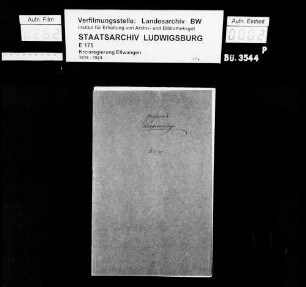 Aufn. Film
0262
Verfilmungsstelle: Landesarchiv BW
Institut für Erhaltung von Archiv- und Bibliotheksgut
STAATSARCHIV LUDWIGSBURG
E 175
Kreisregierung Ellwangen
1818 - 1924
Aufn. Einheit
0002
P
BÜ. 3544